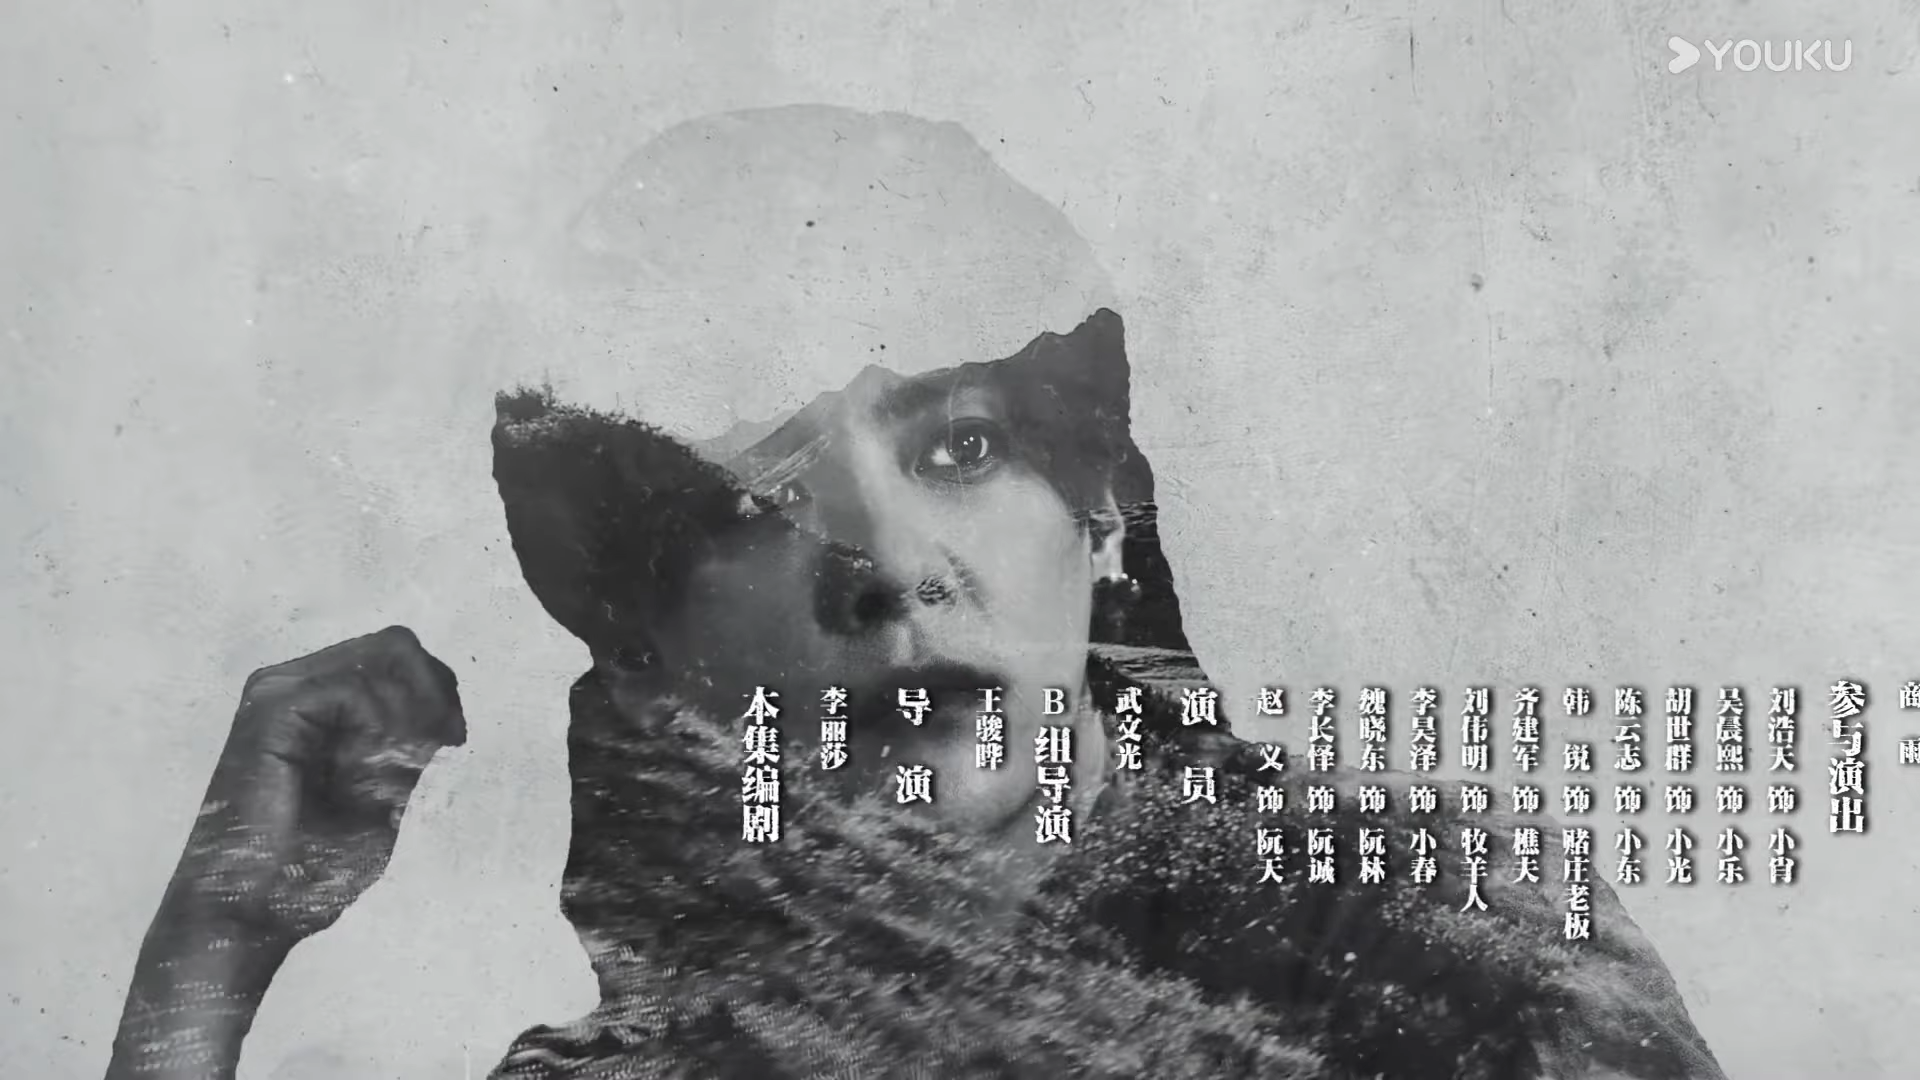 YOUKU
本集编剧
李丽莎
导演
王骏晔
B组导演
武文光
演员
赵义 饰 阮天
李长怿 饰 阮诚
魏晓东 饰 阮林
李昊泽 饰 小春
刘伟明 饰 牧羊人
齐建军 饰 樵夫
韩锐 饰 赌庄老板
陈云志 饰 小东
胡世群 饰 小光
吴晨熙 饰 小乐
刘浩天 饰 小肖
参与演出